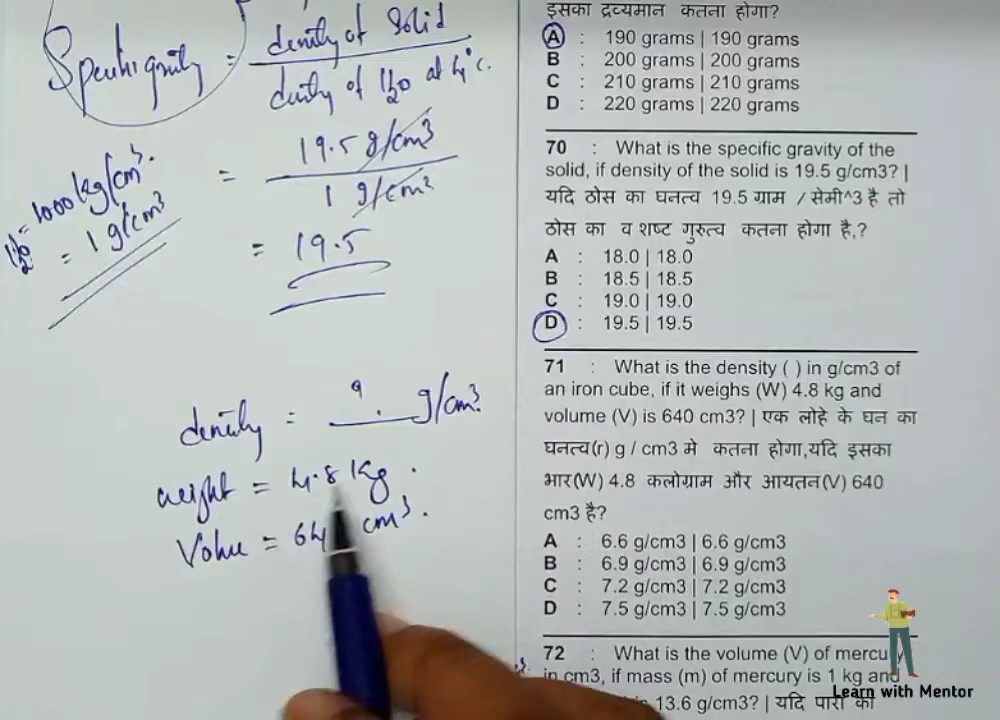 Specific gravity = density of Solid
density of H2O at 4°C.
= 19.5 g/cm3
1 g/cm3
= 19.5
H2O = 1000 kg/cm3.
= 1 g/cm3
density = ? g/cm3
weight = 4.8 Kg.
Volume = 64 cm3.
इसका द्रव्यमान कतना होगा?
A : 190 grams | 190 grams
B : 200 grams | 200 grams
C : 210 grams | 210 grams
D : 220 grams | 220 grams
70 : What is the specific gravity of the
solid, if density of the solid is 19.5 g/cm3? |
यदि ठोस का घनत्व 19.5 ग्राम / सेमी^3 है तो
ठोस का व शष्ट गुरुत्व कतना होगा है,?
A : 18.0 | 18.0
B : 18.5 | 18.5
C : 19.0 | 19.0
D : 19.5 | 19.5
71 : What is the density ( ) in g/cm3 of
an iron cube, if it weighs (W) 4.8 kg and
volume (V) is 640 cm3? | एक लोहे के घन का
घनत्व(r) g / cm3 मे कतना होगा,यदि इसका
भार(W) 4.8 कलोग्राम और आयतन(V) 640
cm3 है?
A : 6.6 g/cm3 | 6.6 g/cm3
B : 6.9 g/cm3 | 6.9 g/cm3
C : 7.2 g/cm3 | 7.2 g/cm3
D : 7.5 g/cm3 | 7.5 g/cm3
72 : What is the volume (V) of mercury
in cm3, if mass (m) of mercury is 1 kg and
13.6 g/cm3? | यदि पारा का
Learn with Mentor